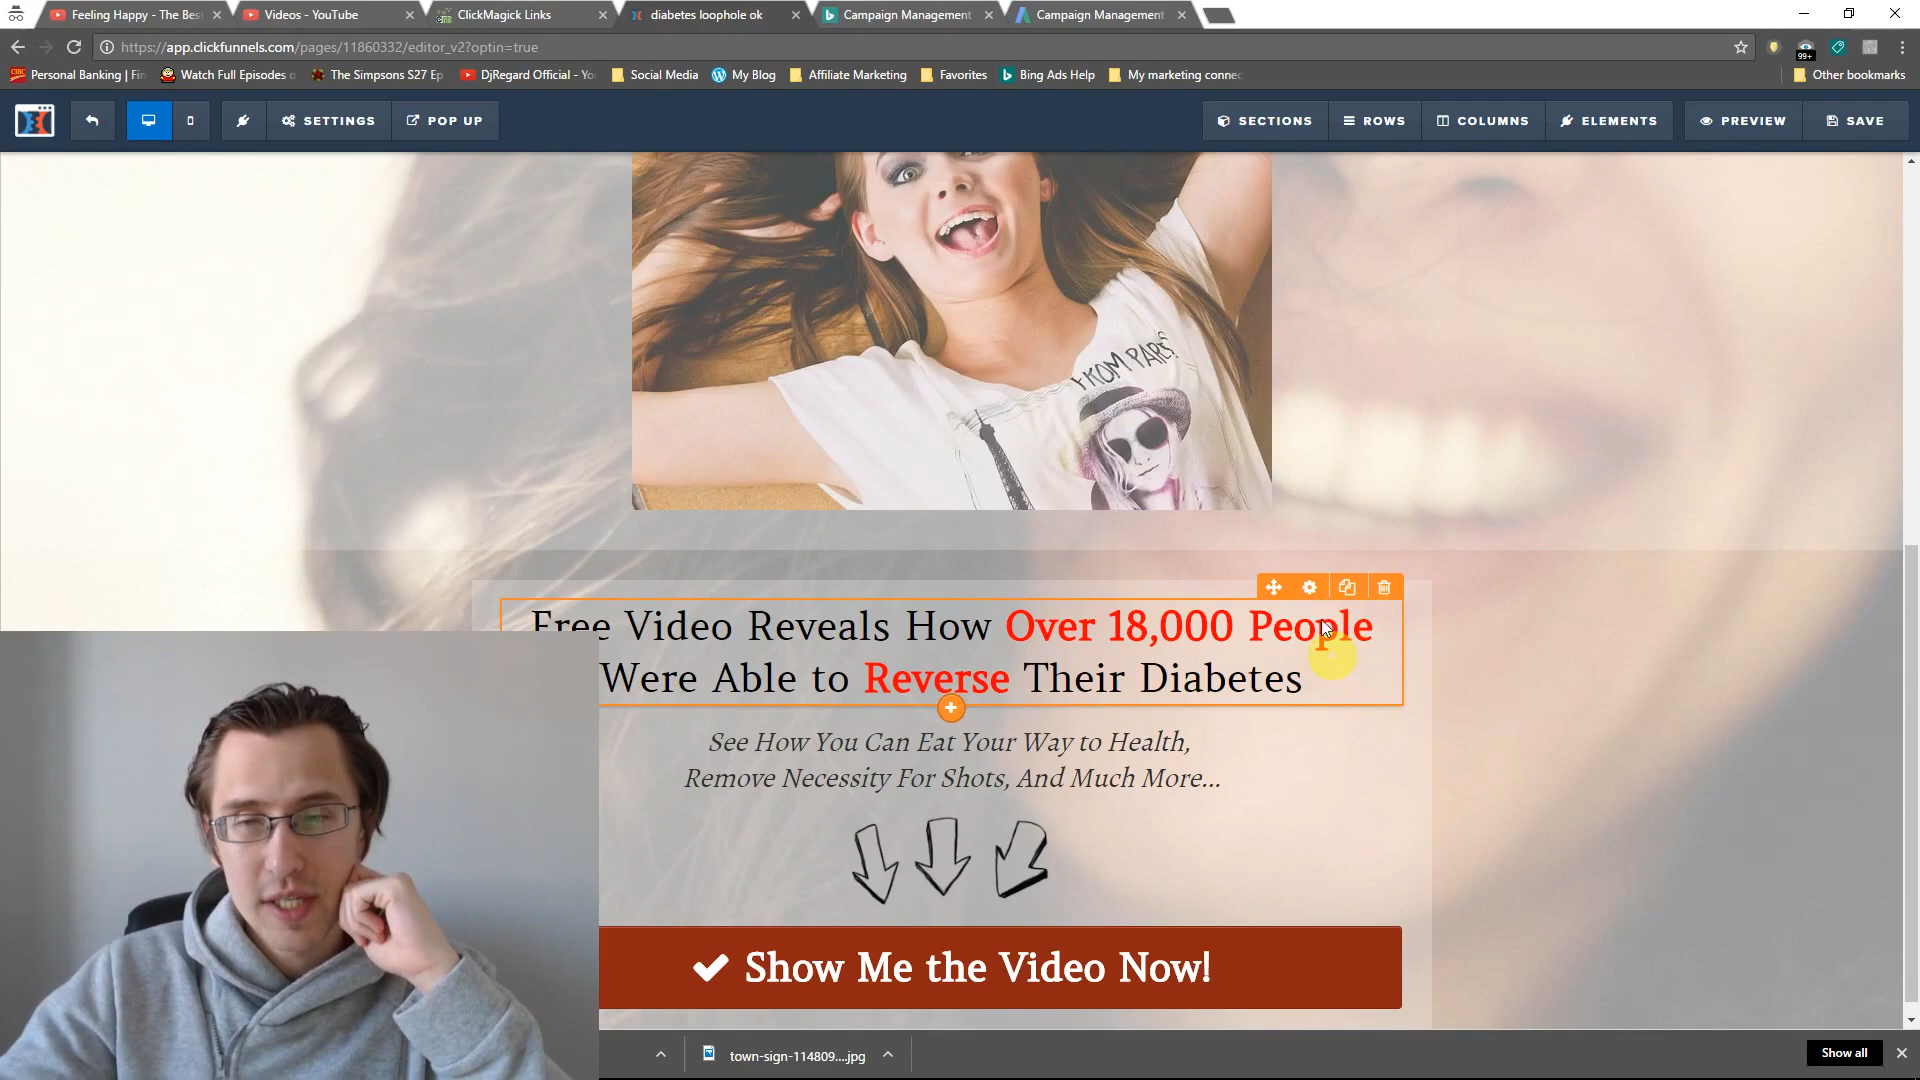 Feeling Happy - The Bes
Videos - YouTube
ClickMagick Links
diabetes loophole ok
Campaign Management
Campaign Management
https://app.clickfunnels.com/pages/11860332/editor_v2?optin=true
99+
CIBC Personal Banking | Fin
Watch Full Episodes o
The Simpsons S27 Ep
DjRegard Official - Yo
Social Media
My Blog
Affiliate Marketing
Favorites
Bing Ads Help
My marketing connec
Other bookmarks
SETTINGS
POP UP
SECTIONS
ROWS
COLUMNS
ELEMENTS
PREVIEW
SAVE
FROM PARIS
Free Video Reveals How Over 18,000 People
Were Able to Reverse Their Diabetes
See How You Can Eat Your Way to Health,
Remove Necessity For Shots, And Much More...
Show Me the Video Now!
town-sign-114809....jpg
Show all